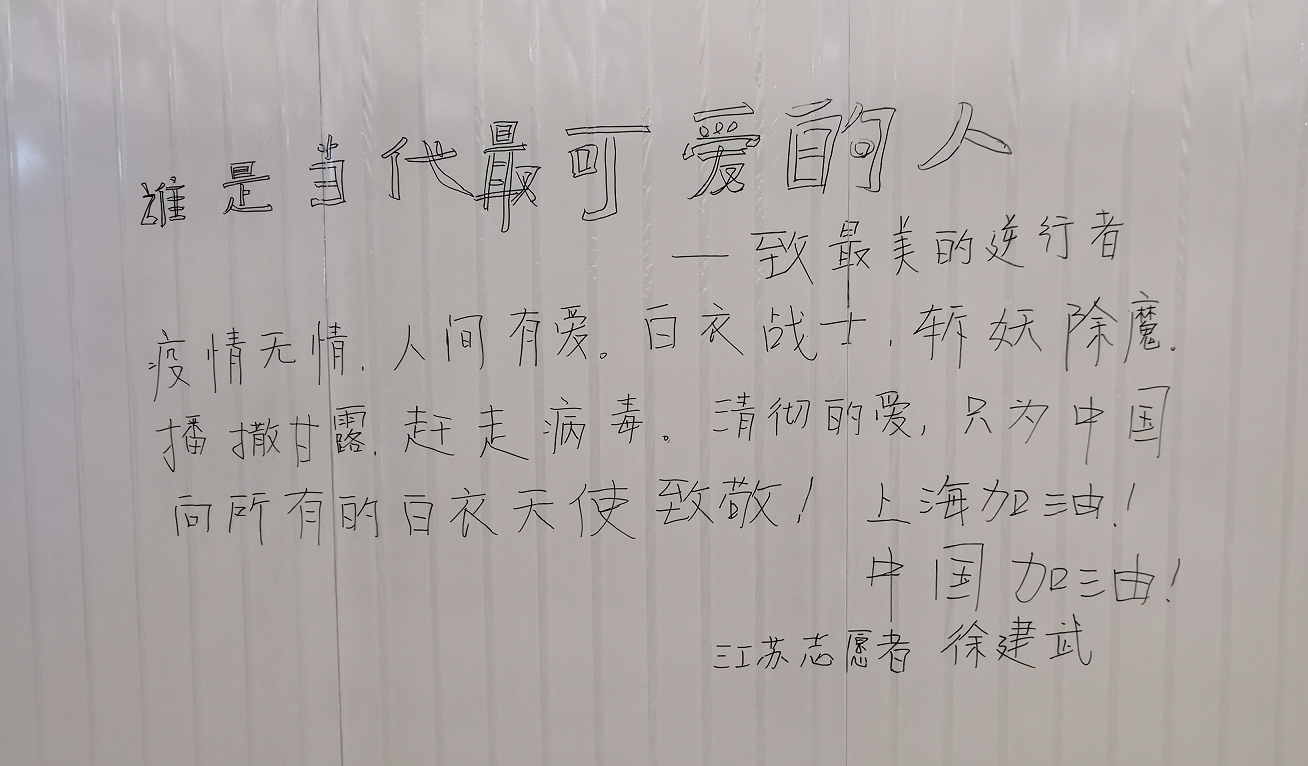 谁是当代最可爱的人
—致最美的逆行者
疫情无情,人间有爱。白衣战士,斩妖除魔.
播撒甘露,赶走病毒。清彻的爱,只为中国
向所有的白衣天使致敬!上海加油!
中国加油!
江苏志愿者 徐建武